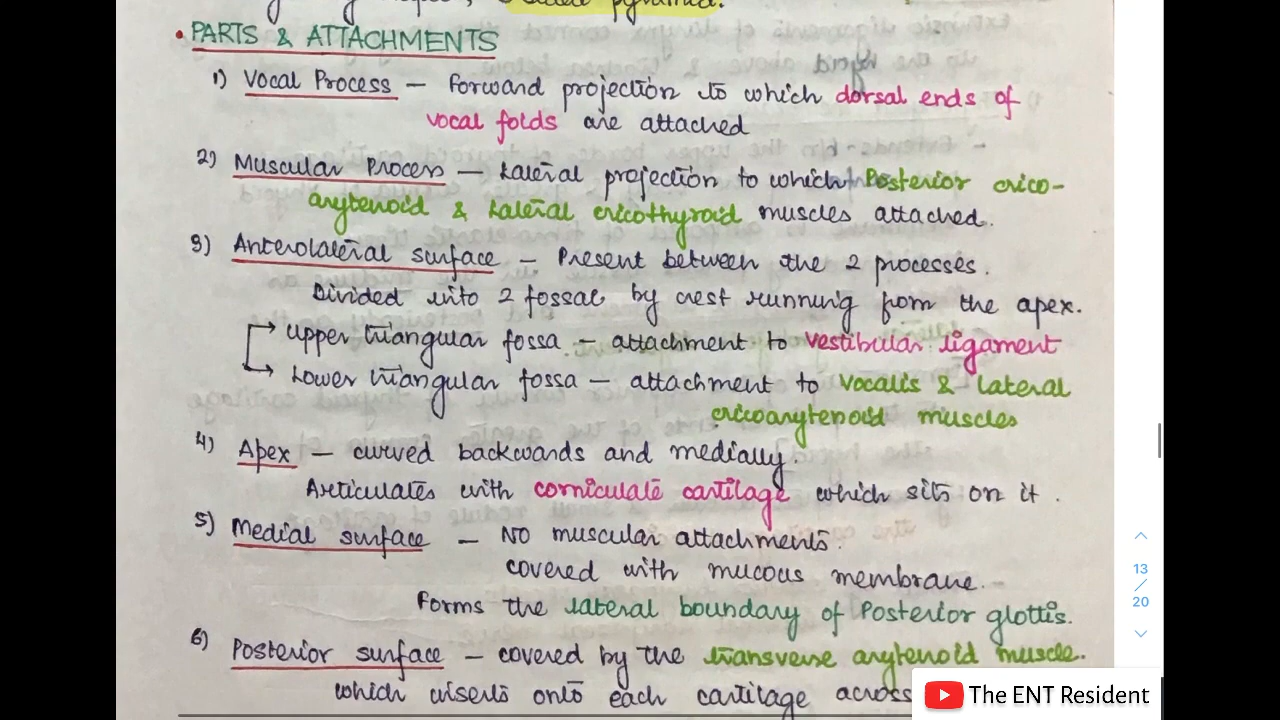 pyramid.
• PARTS & ATTACHMENTS
1) Vocal Process – Forward projection to which dorsal ends of
vocal folds are attached
2) Muscular Process – Lateral projection to which Posterior crico-
arytenoid & Lateral cricothyroid muscles attached.
3) Anterolateral surface – Present between the 2 processes.
Divided into 2 fossae by crest running from the apex.
→ Upper triangular fossa – attachment to vestibular ligament
→ Lower triangular fossa – attachment to vocalis & lateral
cricoarytenoid muscles
4) Apex – curved backwards and medially.
Articulates with corniculate cartilage which sits on it.
5) Medial surface – No muscular attachments.
covered with mucous membrane.
Forms the lateral boundary of Posterior glottis.
6) Posterior surface – covered by the transverse arytenoid muscle.
which inserts onto each cartilage across
13
/
20
The ENT Resident